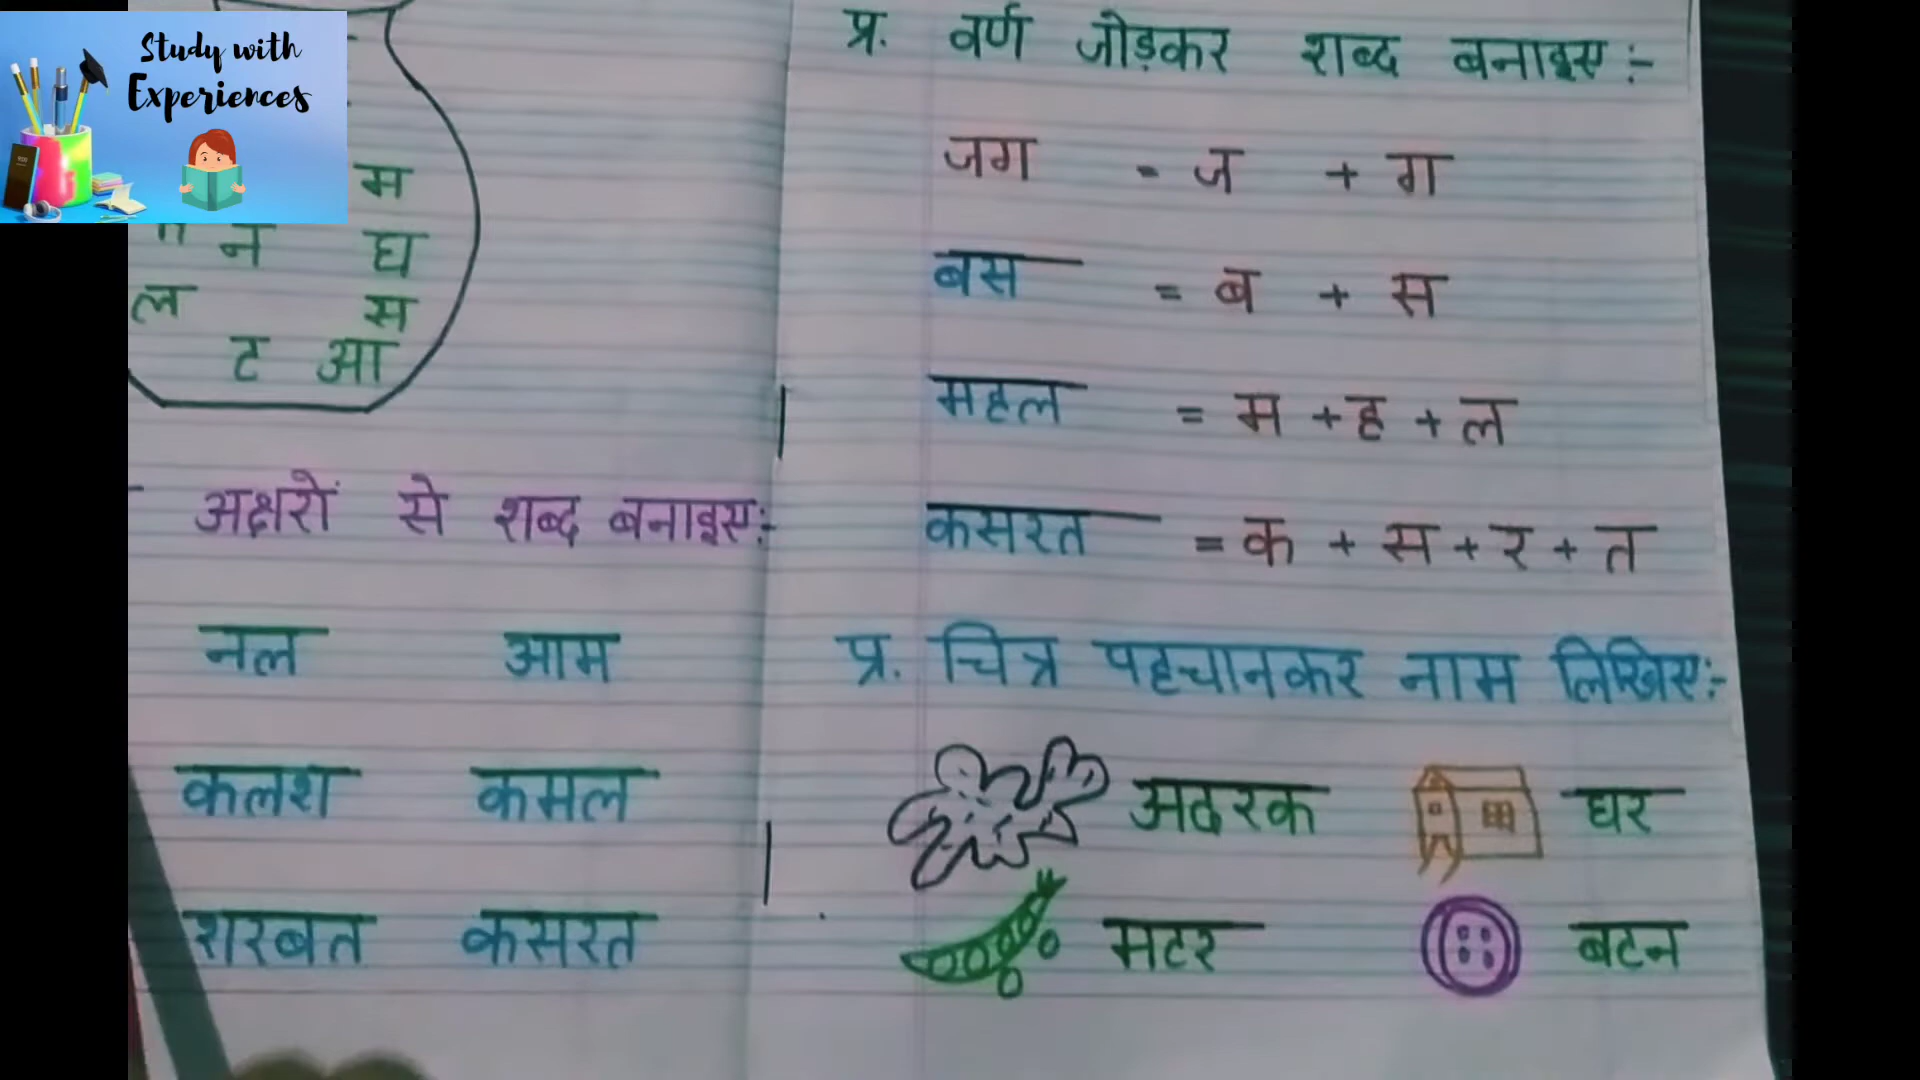 Study with
Experiences
म
न घ
ल स
ट आ
अक्षरों से शब्द बनाइए:-
नल आम
कलश कमल
शरबत कसरत
प्र. वर्ण जोड़कर शब्द बनाइए:-
जग = ज + ग
बस = ब + स
महल = म + ह + ल
कसरत = क + स + र + त
प्र. चित्र पहचानकर नाम लिखिए:-
अदरक घर
मटर बटन